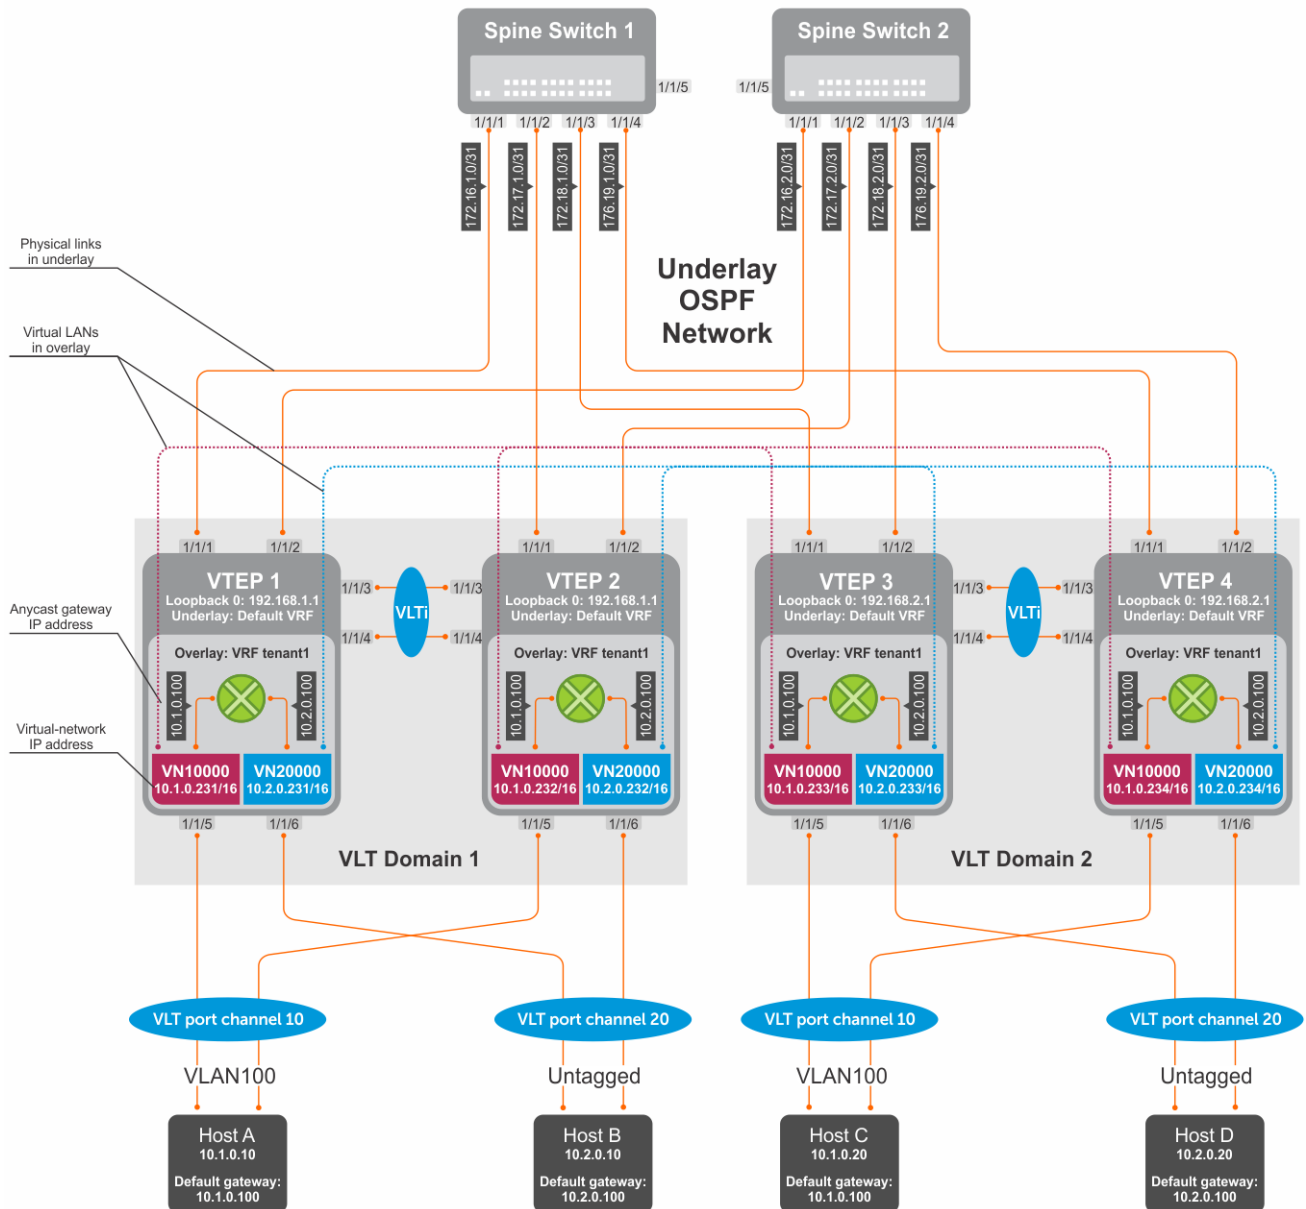 Spine Switch 1
Spine Switch 2
1/1/5
1/1/5
1/1/1
1/1/2
1/1/3
1/1/4
1/1/1
1/1/2
1/1/3
1/1/4
172.16.1.0/31
172.17.1.0/31
172.18.1.0/31
176.19.1.0/31
172.16.2.0/31
172.17.2.0/31
172.18.2.0/31
176.19.2.0/31
Physical links
in underlay
Underlay
OSPF
Network
Virtual LANs
in overlay
1/1/1
1/1/2
1/1/1
1/1/2
1/1/1
1/1/2
1/1/1
1/1/2
VTEP 1
Loopback 0: 192.168.1.1
Underlay: Default VRF
1/1/3
1/1/4
VLTi
1/1/3
1/1/4
VTEP 2
Loopback 0: 192.168.1.1
Underlay: Default VRF
VTEP 3
Loopback 0: 192.168.2.1
Underlay: Default VRF
1/1/3
1/1/4
VLTi
1/1/3
1/1/4
VTEP 4
Loopback 0: 192.168.2.1
Underlay: Default VRF
Anycast gateway
IP address
Overlay: VRF tenant1
10.1.0.100
10.2.0.100
Overlay: VRF tenant1
10.1.0.100
10.2.0.100
Overlay: VRF tenant1
10.1.0.100
10.2.0.100
Overlay: VRF tenant1
10.1.0.100
10.2.0.100
Virtual-network
IP address
VN10000
10.1.0.231/16
VN20000
10.2.0.231/16
VN10000
10.1.0.232/16
VN20000
10.2.0.232/16
VN10000
10.1.0.233/16
VN20000
10.2.0.233/16
VN10000
10.1.0.234/16
VN20000
10.2.0.234/16
1/1/5
1/1/6
1/1/5
1/1/6
1/1/5
1/1/6
1/1/5
1/1/6
VLT Domain 1
VLT Domain 2
VLT port channel 10
VLT port channel 20
VLT port channel 10
VLT port channel 20
VLAN100
Untagged
VLAN100
Untagged
Host A
10.1.0.10
Default gateway:
10.1.0.100
Host B
10.2.0.10
Default gateway:
10.2.0.100
Host C
10.1.0.20
Default gateway:
10.1.0.100
Host D
10.2.0.20
Default gateway:
10.2.0.100